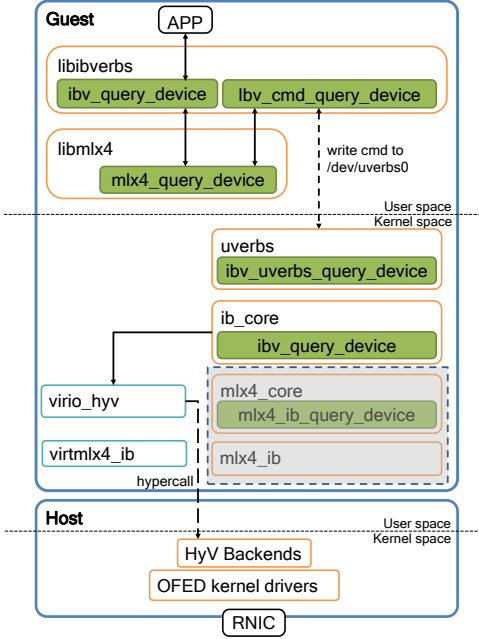 Guest
APP
libibverbs
ibv_query_device
Ibv_cmd_query_device
libmlx4
mlx4_query_device
write cmd to
/dev/uverbs0
User space
Kernel space
uverbs
ibv_uverbs_query_device
ib_core
ibv_query_device
virio_hyv
mlx4_core
mlx4_ib_query_device
virtmlx4_ib
mlx4_ib
hypercall
Host
User space
Kernel space
HyV Backends
OFED kernel drivers
RNIC